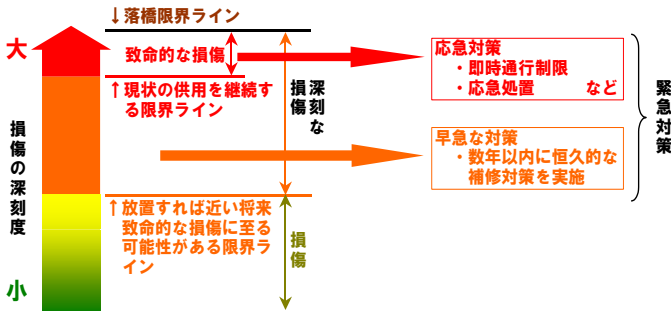 ↓落橋限界ライン
大
致命的な損傷
↑現状の供用を継続す
る限界ライン
深刻な
損傷
応急対策
・即時通行制限
・応急処置 など
緊急対策
早急な対策
・数年以内に恒久的な
補修対策を実施
損傷の深刻度
↑放置すれば近い将来
致命的な損傷に至る
可能性がある限界ラ
イン
損傷
小